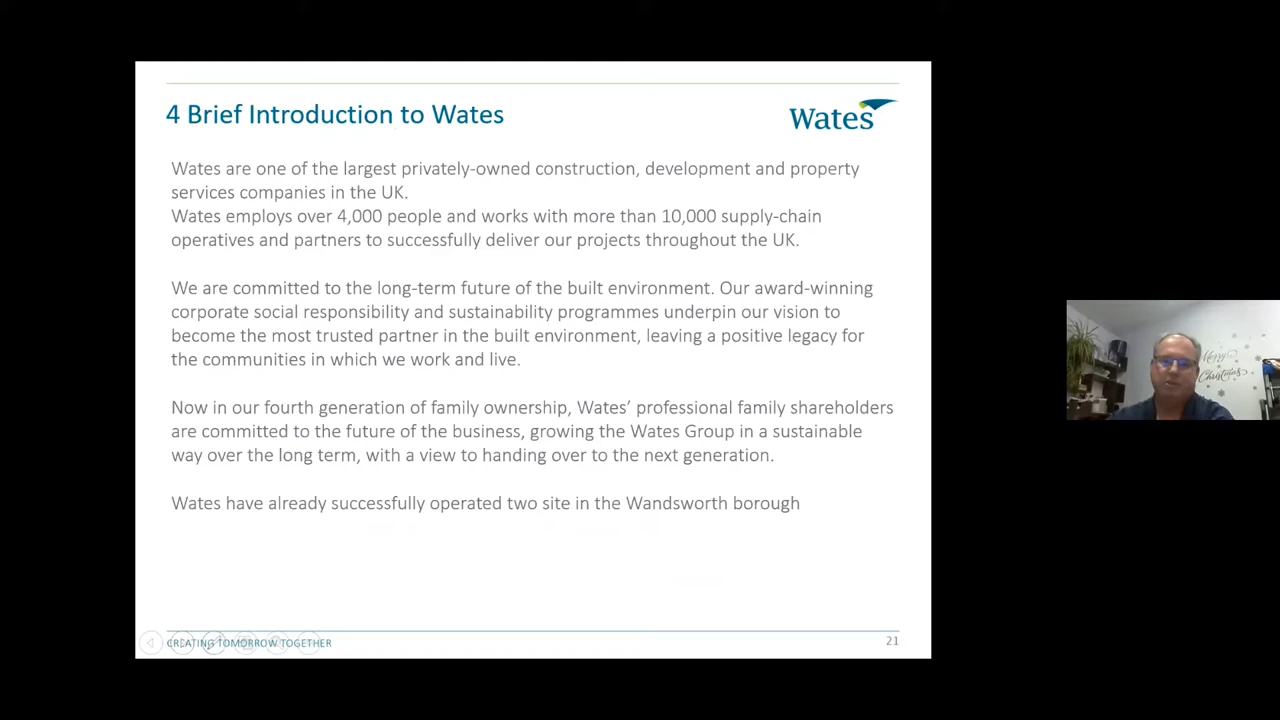 4 Brief Introduction to Wates
Wates
Wates are one of the largest privately-owned construction, development and property
services companies in the UK.
Wates employs over 4,000 people and works with more than 10,000 supply-chain
operatives and partners to successfully deliver our projects throughout the UK.
We are committed to the long-term future of the built environment. Our award-winning
corporate social responsibility and sustainability programmes underpin our vision to
become the most trusted partner in the built environment, leaving a positive legacy for
the communities in which we work and live.
Now in our fourth generation of family ownership, Wates’ professional family shareholders
are committed to the future of the business, growing the Wates Group in a sustainable
way over the long term, with a view to handing over to the next generation.
Wates have already successfully operated two site in the Wandsworth borough
CREATING TOMORROW TOGETHER
21
Merry
Christmas